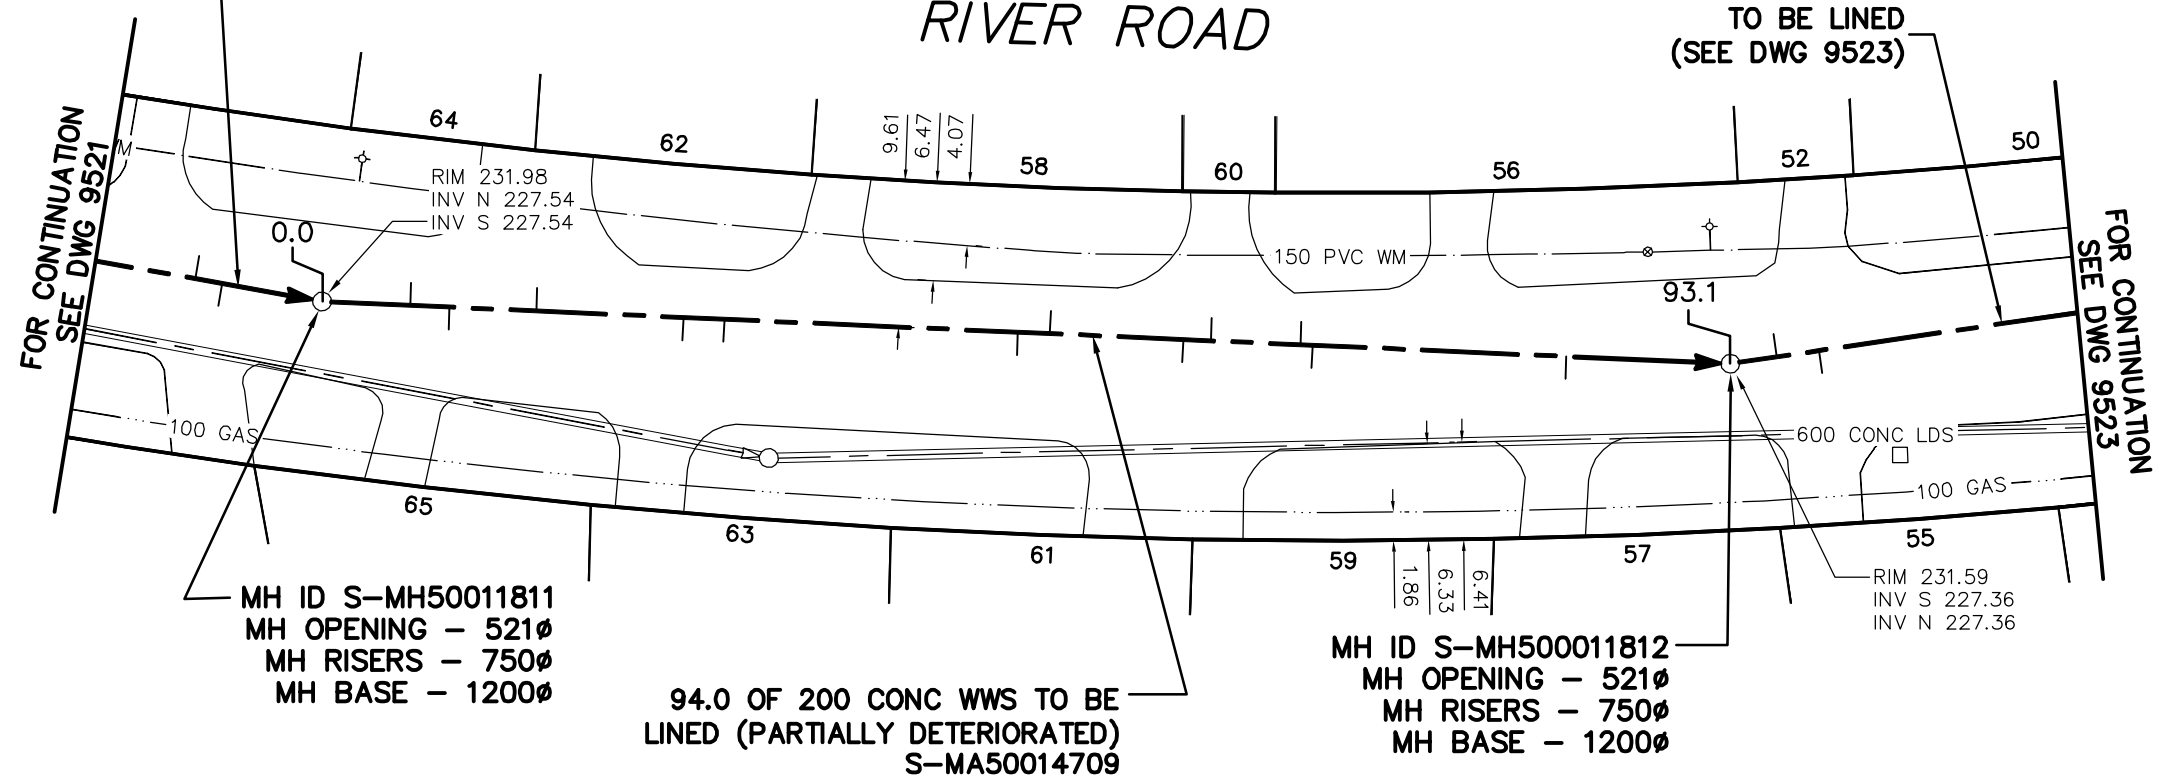 RIVER ROAD
TO BE LINED
(SEE DWG 9523)
FOR CONTINUATION
SEE DWG 9521
64
62
9.61
6.47
4.07
58
60
56
52
50
RIM 231.98
INV N 227.54
INV S 227.54
0.0
150 PVC WM
93.1
FOR CONTINUATION
SEE DWG 9523
100 GAS
600 CONC LDS
100 GAS
65
63
61
59
57
55
1.86
6.33
6.41
RIM 231.59
INV S 227.36
INV N 227.36
MH ID S-MH50011811
MH OPENING - 521ø
MH RISERS - 750ø
MH BASE - 1200ø
94.0 OF 200 CONC WWS TO BE
LINED (PARTIALLY DETERIORATED)
S-MA50014709
MH ID S-MH500011812
MH OPENING - 521ø
MH RISERS - 750ø
MH BASE - 1200ø